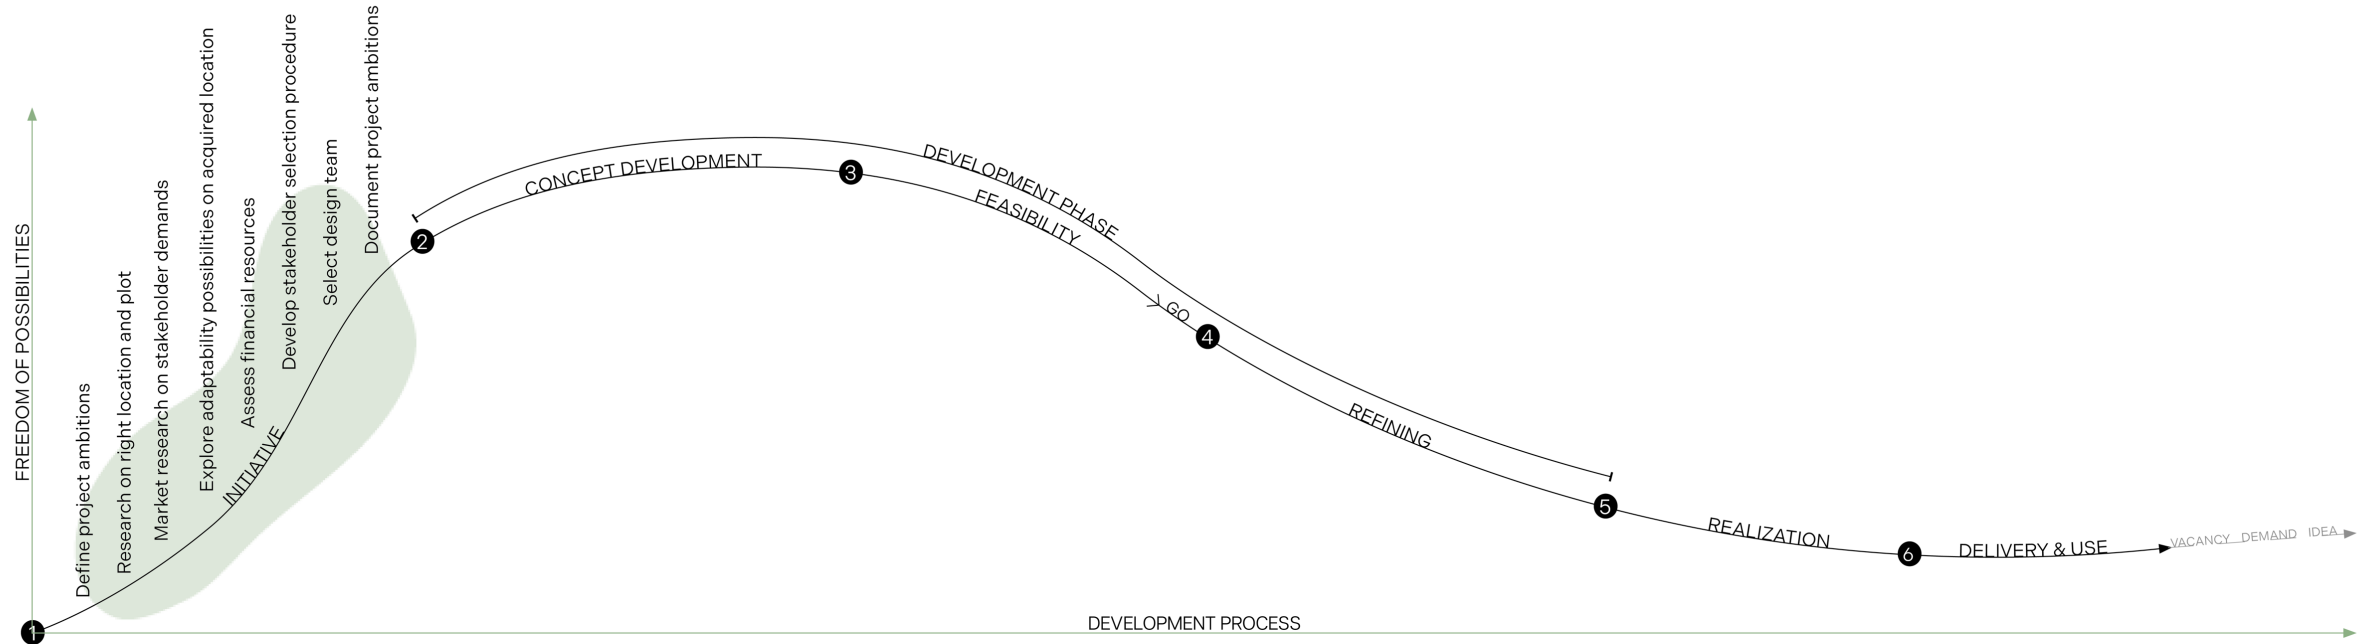 FREEDOM OF POSSIBILITIES
Define project ambitions
Research on right location and plot
Market research on stakeholder demands
Explore adaptability possibilities on acquired location
Assess financial resources
Develop stakeholder selection procedure
Select design team
Document project ambitions
1
INITIATIVE
2
CONCEPT DEVELOPMENT
3
DEVELOPMENT PHASE
FEASIBILITY
GO
4
REFINING
5
REALIZATION
6
DELIVERY & USE
VACANCY DEMAND IDEA
DEVELOPMENT PROCESS